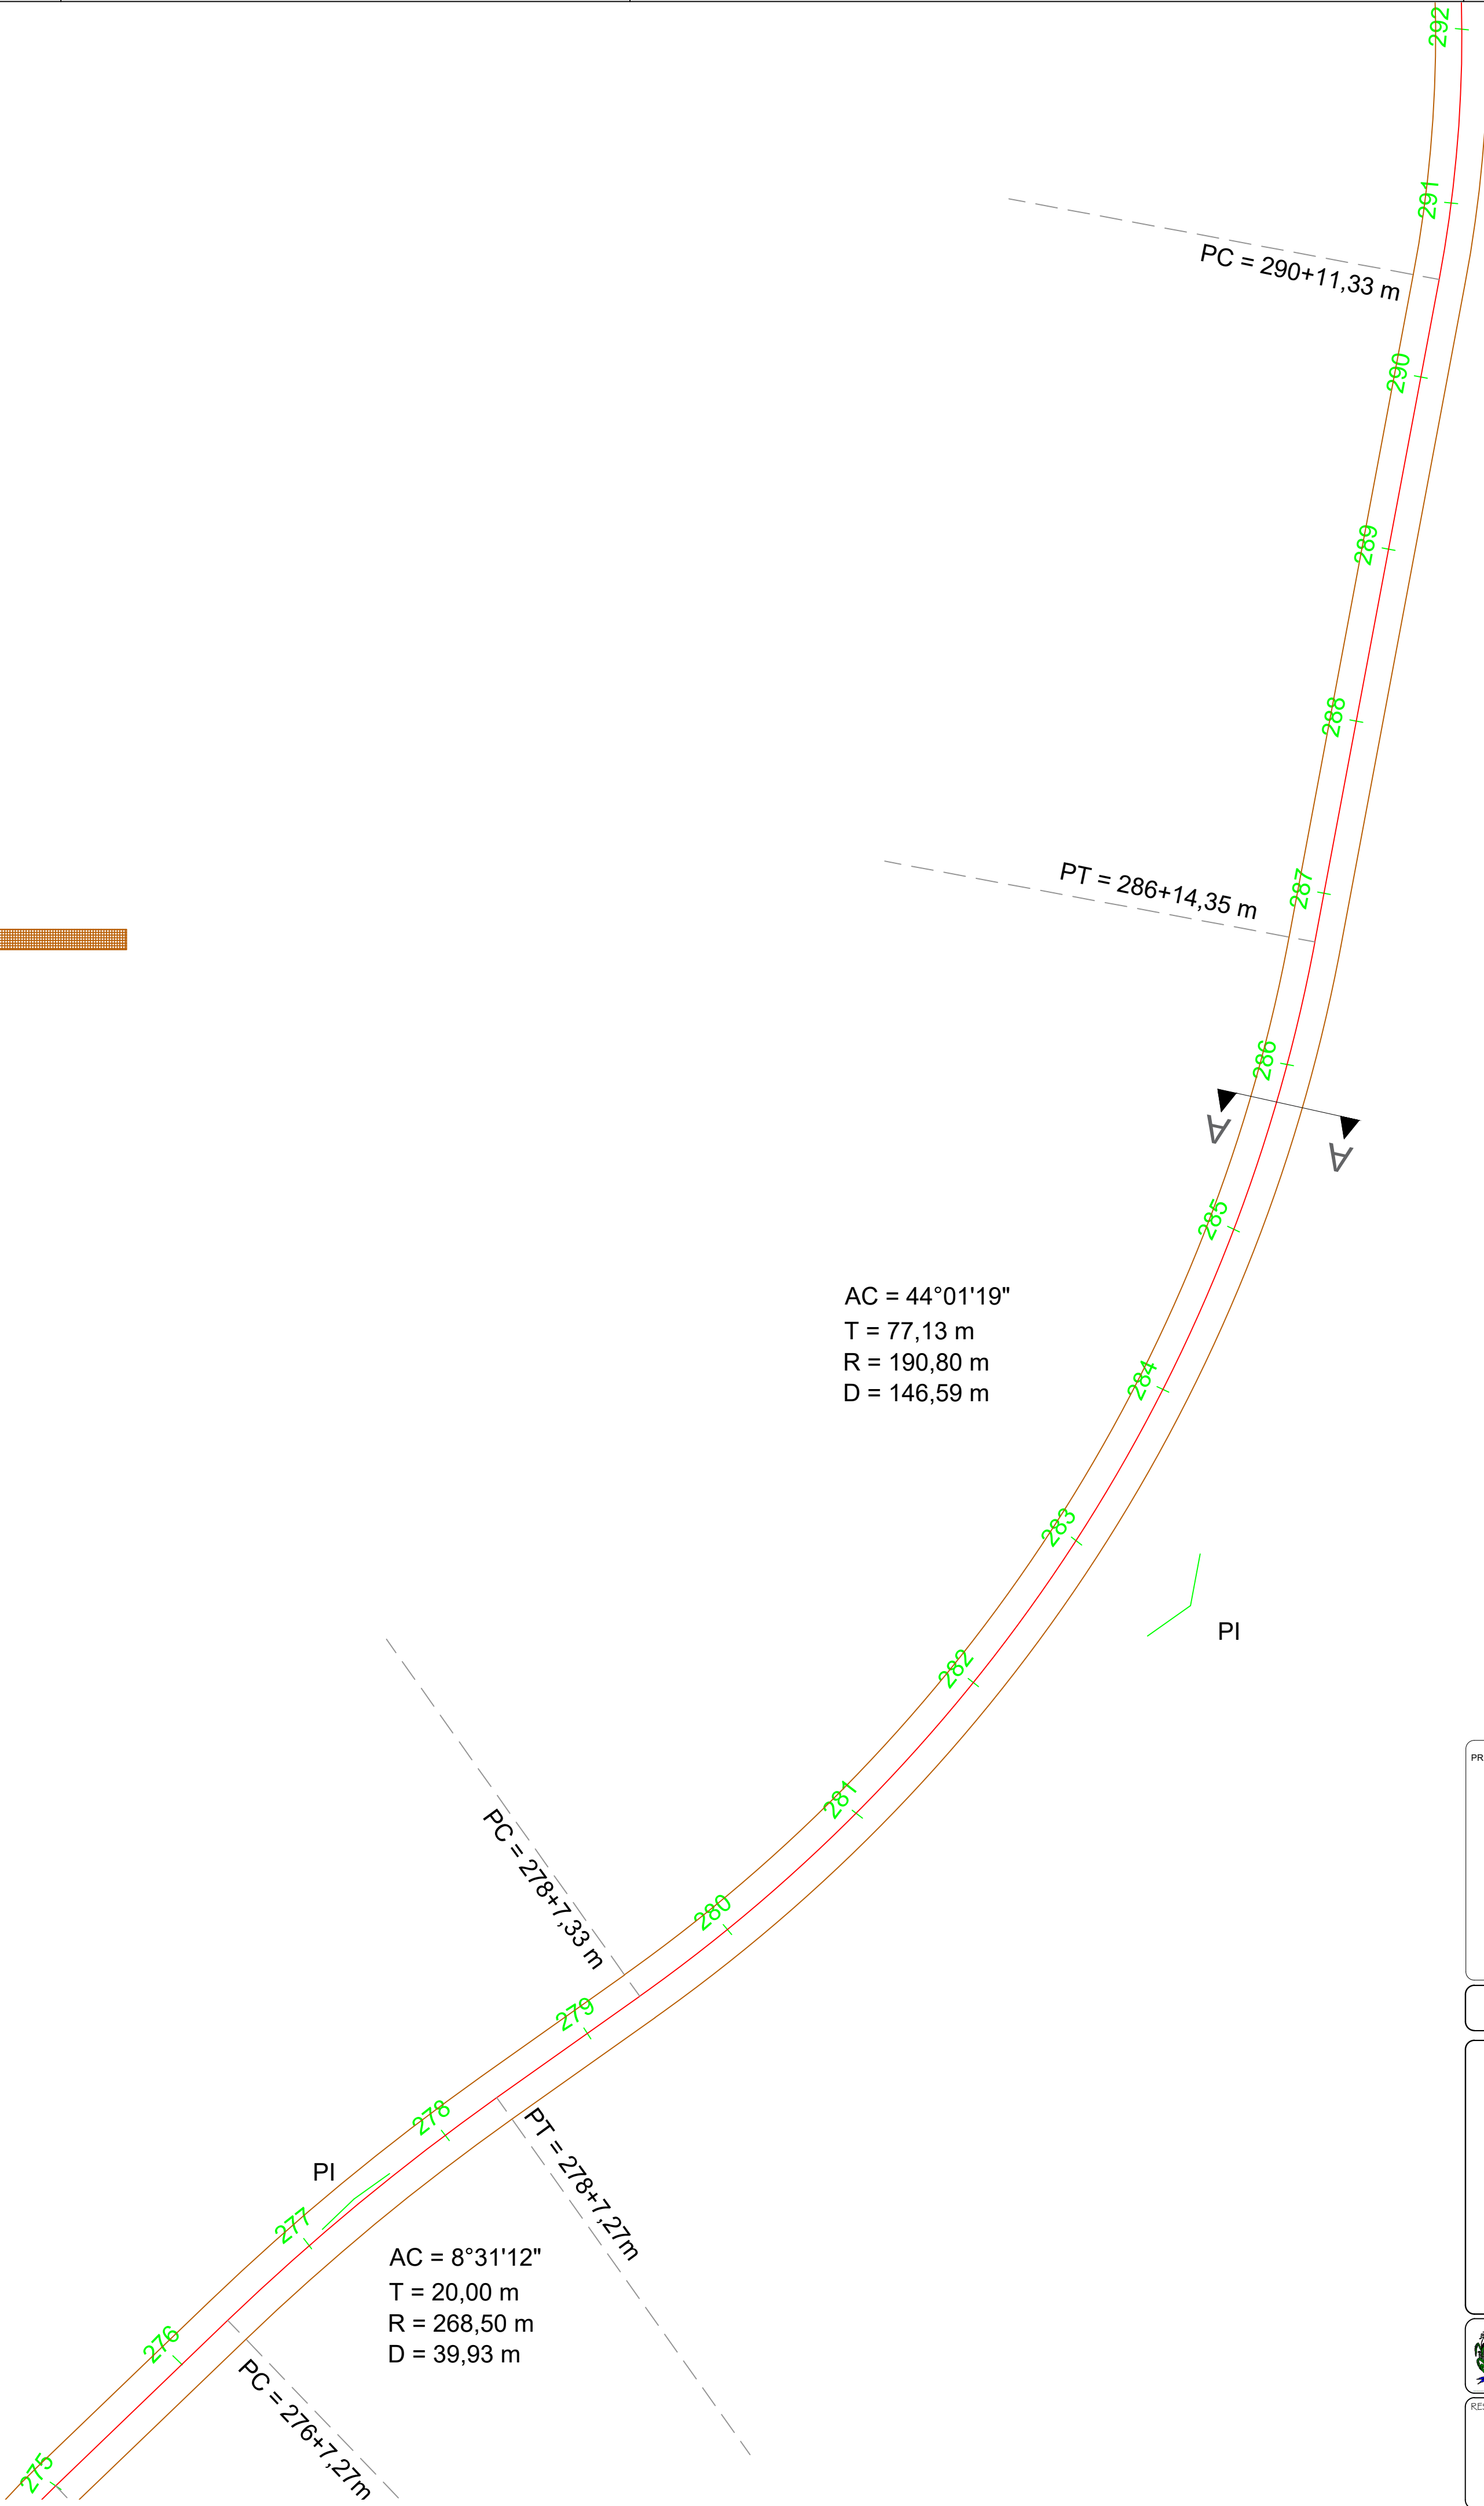 292
291
PC = 290+11,33 m
290
289
288
PT = 286+14,35 m
287
286
A
A
285
AC = 44°01'19"
T = 77,13 m
R = 190,80 m
D = 146,59 m
284
283
PI
282
PR
281
PC = 278+7,33 m
280
279
278
PT = 278+7,27m
PI
277
AC = 8°31'12"
T = 20,00 m
R = 268,50 m
D = 39,93 m
276
PC = 276+7,27m
RES
275